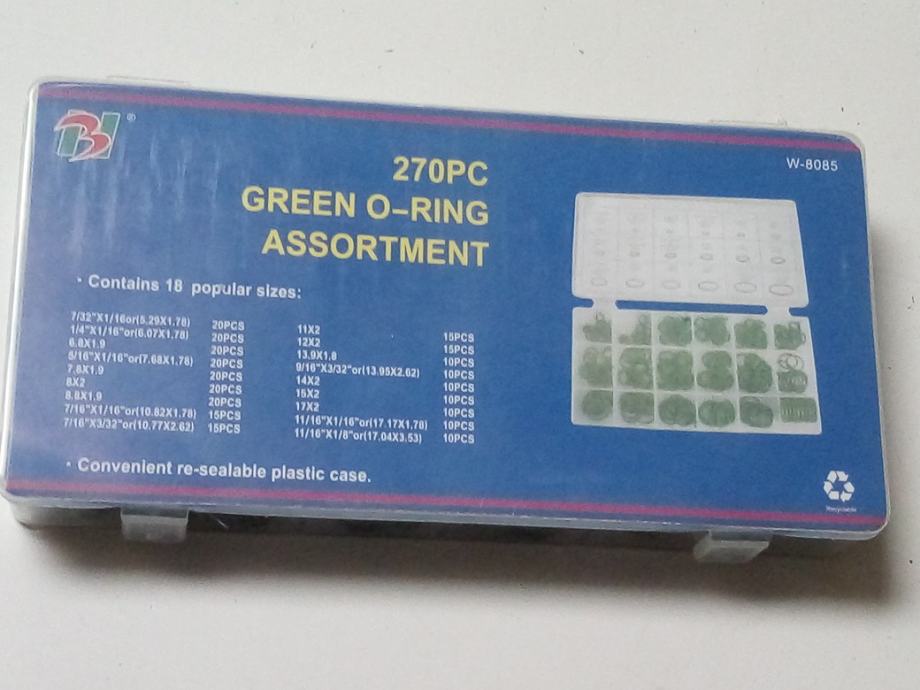 270PC
GREEN O-RING
ASSORTMENT
W-8085
®
· Contains 18 popular sizes:
7/32"X1/16or(5.29X1.78) 20PCS
1/4"X1/16"or(6.07X1.78) 20PCS
6.8X1.9 20PCS
5/16"X1/16"or(7.68X1.78) 20PCS
7.8X1.9 20PCS
8X2 20PCS
8.8X1.9 20PCS
7/16"X1/16"or(10.82X1.78) 15PCS
7/16"X3/32"or(10.77X2.62) 15PCS
11X2 15PCS
12X2 15PCS
13.9X1.8 10PCS
9/16"X3/32"or(13.95X2.62) 10PCS
14X2 10PCS
15X2 10PCS
17X2 10PCS
11/16"X1/16"or(17.17X1.78) 10PCS
11/16"X1/8"or(17.04X3.53) 10PCS
· Convenient re-sealable plastic case.
Recyclable